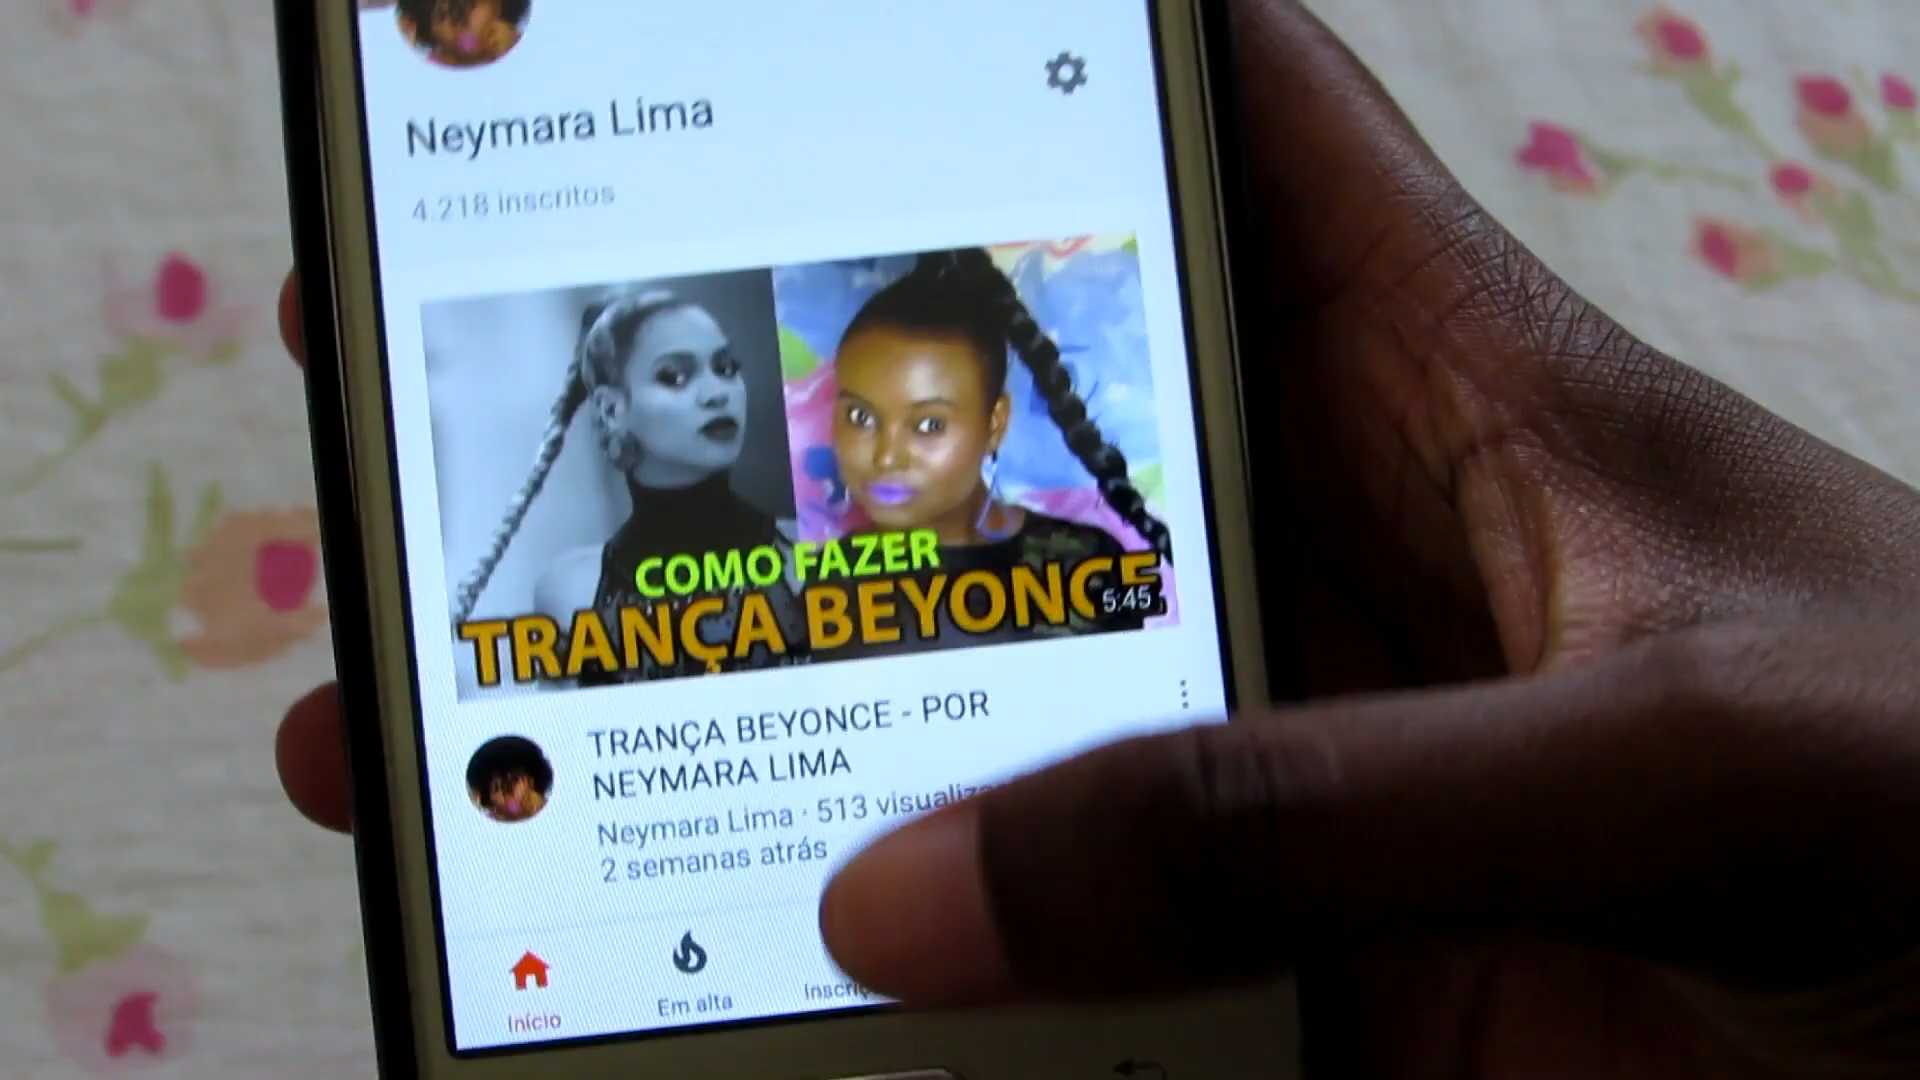 Neymara Lima
4.218 inscritos
COMO FAZER
TRANÇA BEYONCE
5:45
TRANÇA BEYONCE - POR
NEYMARA LIMA
Neymara Lima · 513
2 semanas atrás
Início
Em alta